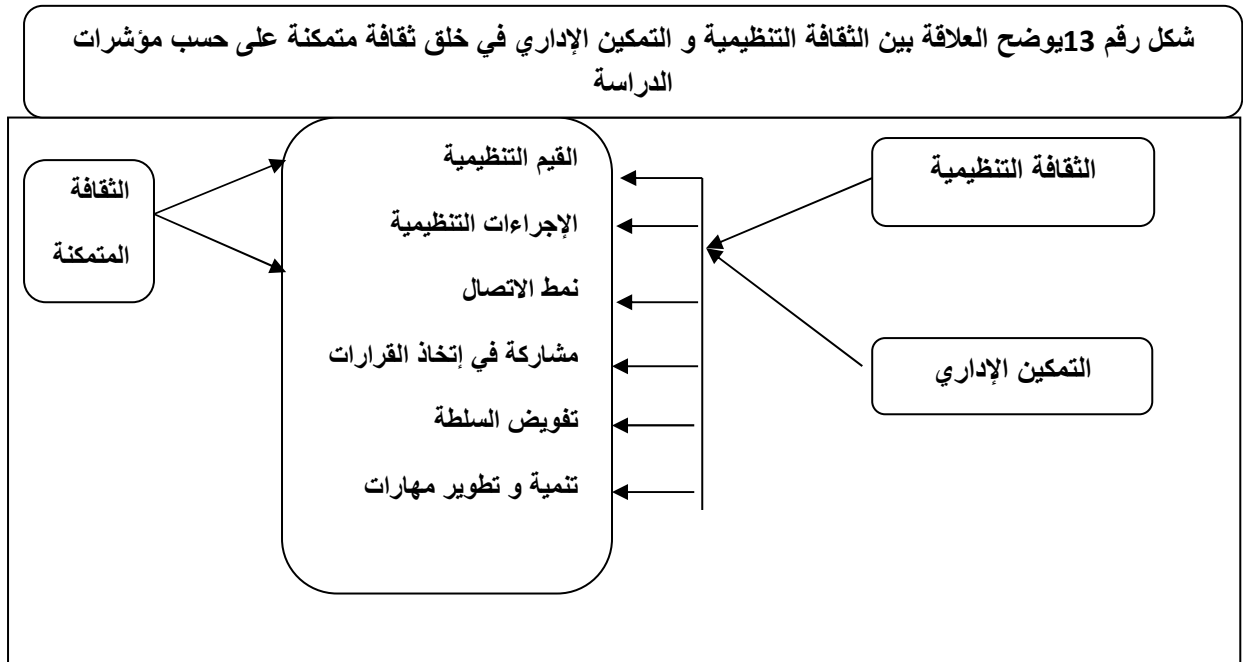 شكل رقم 13يوضح العلاقة بين الثقافة التنظيمية و التمكين الإداري في خلق ثقافة متمكنة على حسب مؤشرات
الدراسة
الثقافة التنظيمية
التمكين الإداري
القيم التنظيمية
الإجراءات التنظيمية
نمط الاتصال
مشاركة في إتخاذ القرارات
تفويض السلطة
تنمية و تطوير مهارات
الثقافة
المتمكنة